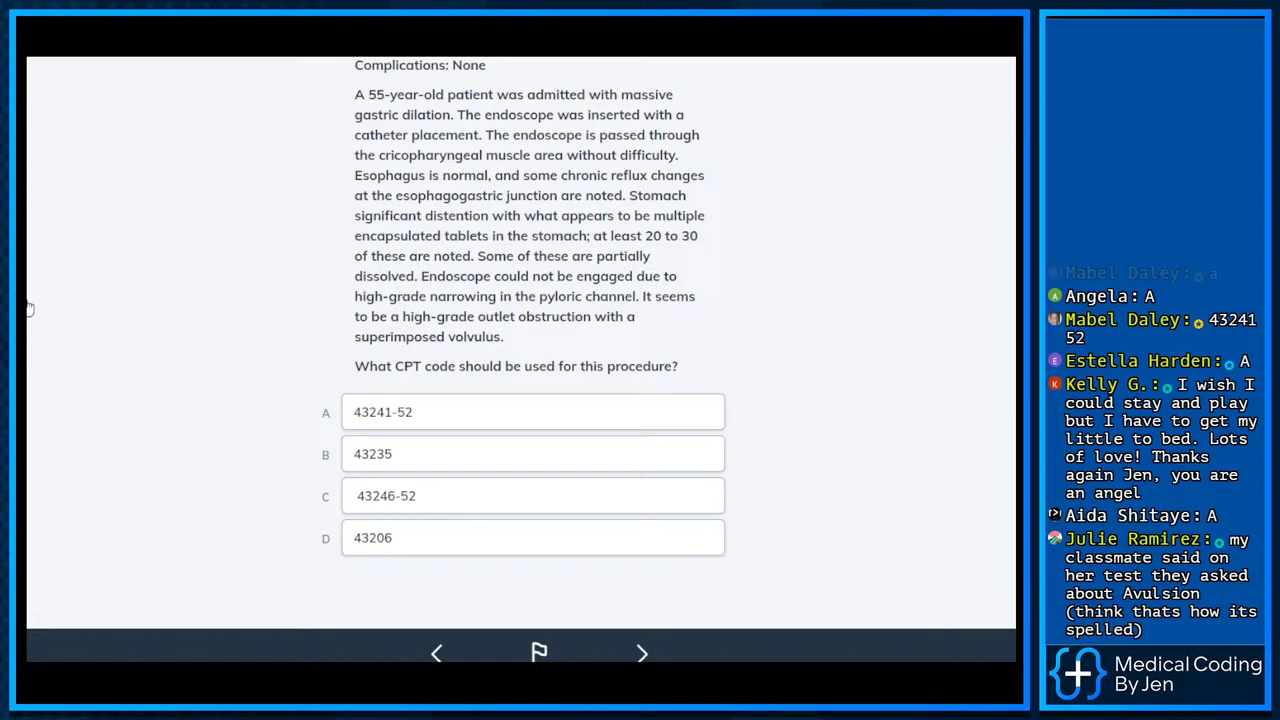 Complications: None
A 55-year-old patient was admitted with massive
gastric dilation. The endoscope was inserted with a
catheter placement. The endoscope is passed through
the cricopharyngeal muscle area without difficulty.
Esophagus is normal, and some chronic reflux changes
at the esophagogastric junction are noted. Stomach
significant distention with what appears to be multiple
encapsulated tablets in the stomach; at least 20 to 30
of these are noted. Some of these are partially
dissolved. Endoscope could not be engaged due to
high-grade narrowing in the pyloric channel. It seems
to be a high-grade outlet obstruction with a
superimposed volvulus.
What CPT code should be used for this procedure?
A 43241-52
B 43235
C 43246-52
D 43206
Mabel Daley: a
Angela: A
Mabel Daley: 43241
52
Estella Harden: A
Kelly G.: I wish I
could stay and play
but I have to get my
little to bed. Lots
of love! Thanks
again Jen, you are
an angel
Aida Shitaye: A
Julie Ramirez: my
classmate said on
her test they asked
about Avulsion
(think thats how its
spelled)
Medical Coding
By Jen